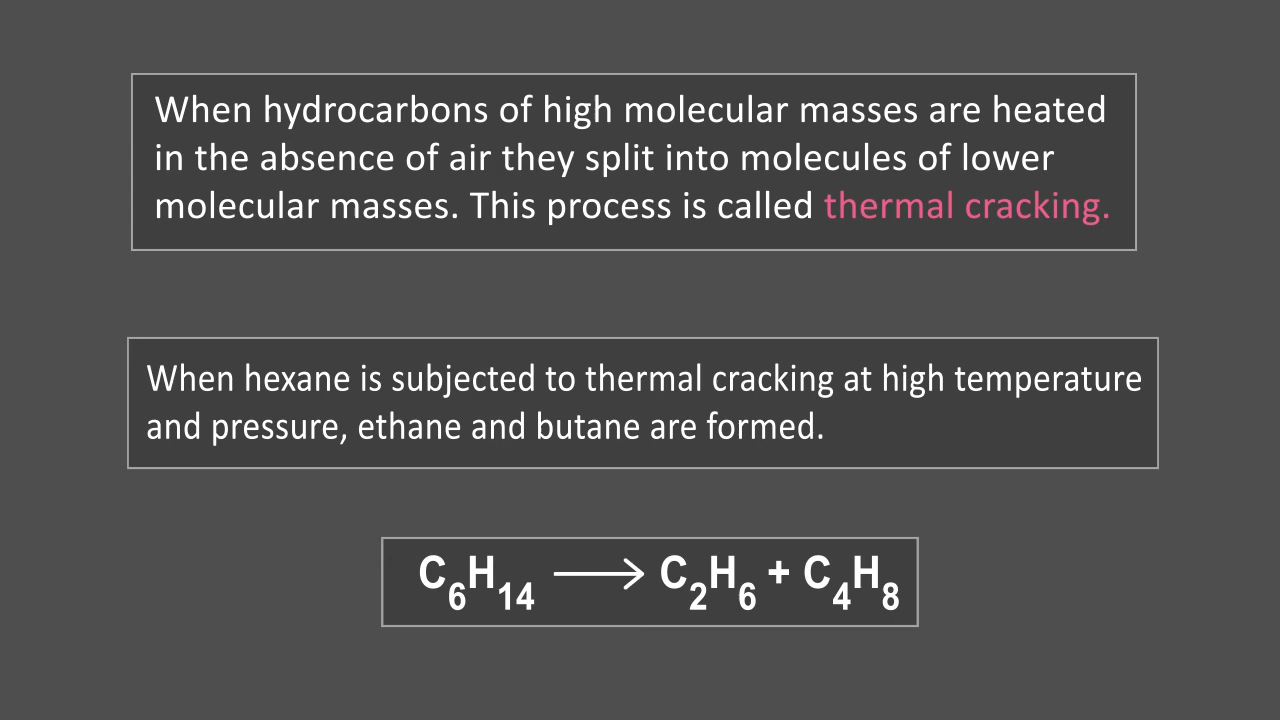 When hydrocarbons of high molecular masses are heated
in the absence of air they split into molecules of lower
molecular masses. This process is called thermal cracking.
When hexane is subjected to thermal cracking at high temperature
and pressure, ethane and butane are formed.
C₆H₁₄ ⟶ C₂H₆ + C₄H₈